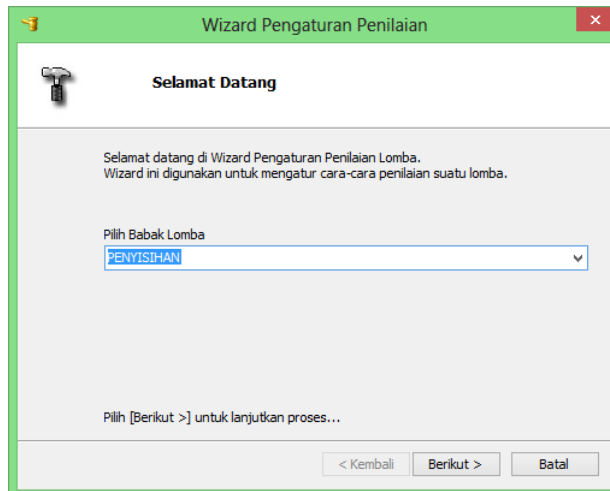 Wizard Pengaturan Penilaian
Selamat Datang
Selamat datang di Wizard Pengaturan Penilaian Lomba.
Wizard ini digunakan untuk mengatur cara-cara penilaian suatu lomba.
Pilih Babak Lomba
PENYISIHAN
Pilih [Berikut >] untuk lanjutkan proses...
< Kembali Berikut > Batal